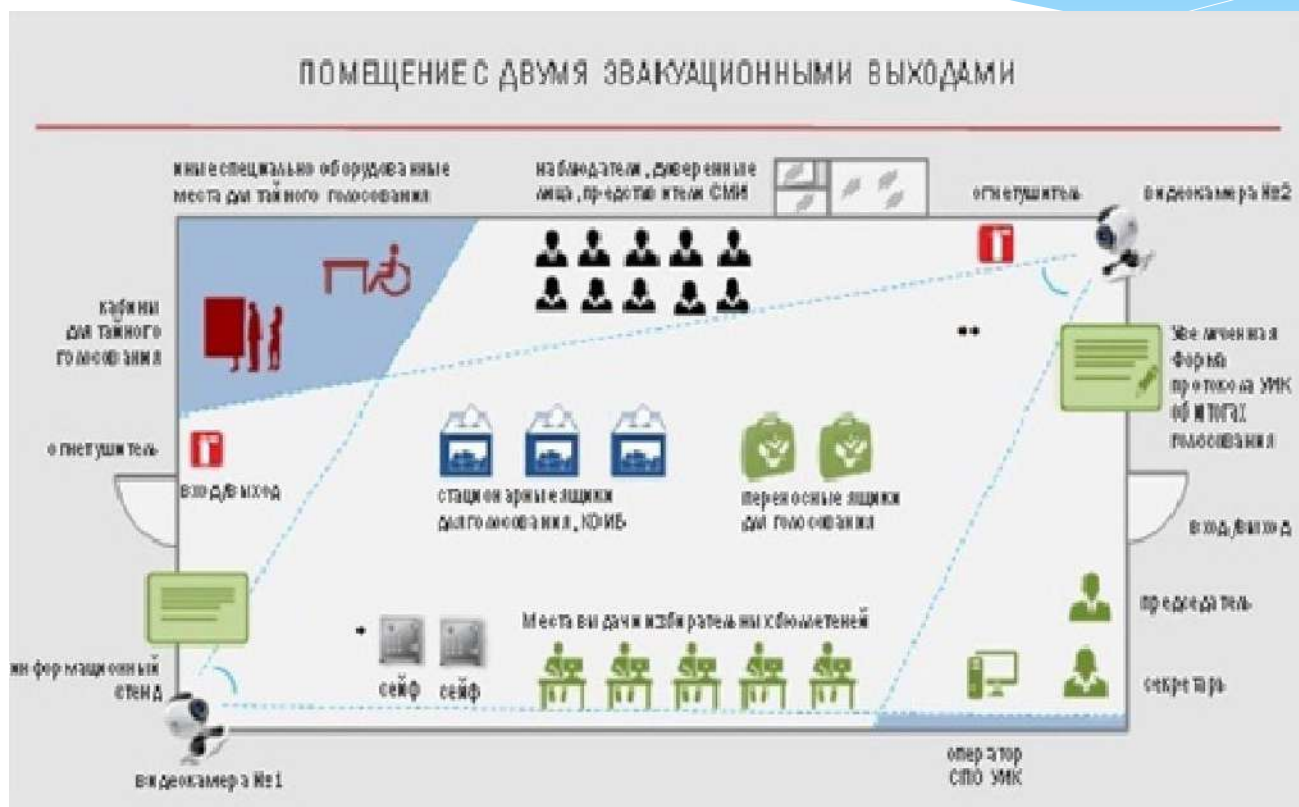 ПОМЕЩЕНИЕ С ДВУМЯ ЭВАКУАЦИОННЫМИ ВЫХОДАМИ
иные специально оборудованные
места для тайного голосования
наблюдатели, доверенные
лица, представители СМИ
огнетушитель
видеокамера №2
кабины
для тайного
голосования
Увеличенная
форма
протокола УИК
об итогах
голосования
огнетушитель
вход/выход
стационарные ящики
для голосования, КОИБ
переносные ящики
для голосования
вход/выход
Места выдачи избирательных бюллетеней
председатель
информационный
стенд
сейф
сейф
секретарь
оператор
СПО УИК
видеокамера №1